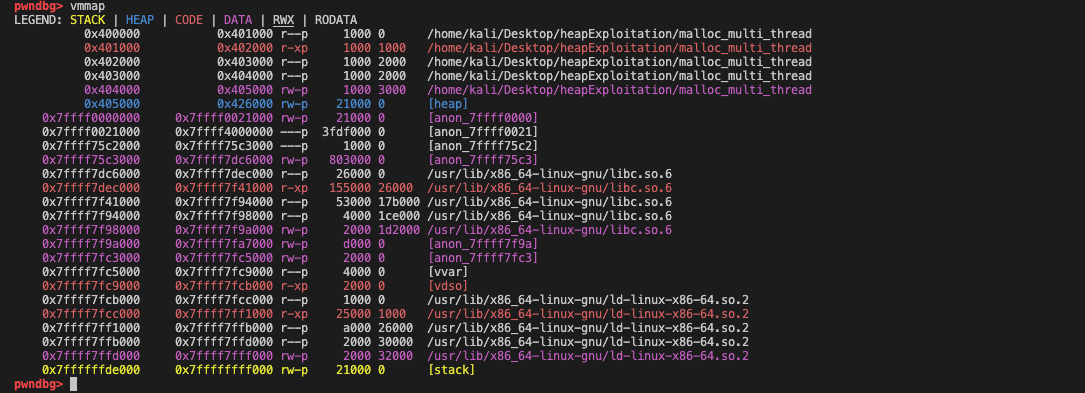 pwndbg> vmmap
LEGEND: STACK | HEAP | CODE | DATA | RWX | RODATA
0x400000 0x401000 r--p 1000 0 /home/kali/Desktop/heapExploitation/malloc_multi_thread
0x401000 0x402000 r-xp 1000 1000 /home/kali/Desktop/heapExploitation/malloc_multi_thread
0x402000 0x403000 r--p 1000 2000 /home/kali/Desktop/heapExploitation/malloc_multi_thread
0x403000 0x404000 r--p 1000 2000 /home/kali/Desktop/heapExploitation/malloc_multi_thread
0x404000 0x405000 rw-p 1000 3000 /home/kali/Desktop/heapExploitation/malloc_multi_thread
0x405000 0x426000 rw-p 21000 0 [heap]
0x7ffff0000000 0x7ffff0021000 rw-p 21000 0 [anon_7ffff0000]
0x7ffff0021000 0x7ffff4000000 ---p 3fdf000 0 [anon_7ffff0021]
0x7ffff75c2000 0x7ffff75c3000 ---p 1000 0 [anon_7ffff75c2]
0x7ffff75c3000 0x7ffff7dc6000 rw-p 803000 0 [anon_7ffff75c3]
0x7ffff7dc6000 0x7ffff7dec000 r--p 26000 0 /usr/lib/x86_64-linux-gnu/libc.so.6
0x7ffff7dec000 0x7ffff7f41000 r-xp 155000 26000 /usr/lib/x86_64-linux-gnu/libc.so.6
0x7ffff7f41000 0x7ffff7f94000 r--p 53000 17b000 /usr/lib/x86_64-linux-gnu/libc.so.6
0x7ffff7f94000 0x7ffff7f98000 r--p 4000 1ce000 /usr/lib/x86_64-linux-gnu/libc.so.6
0x7ffff7f98000 0x7ffff7f9a000 rw-p 2000 1d2000 /usr/lib/x86_64-linux-gnu/libc.so.6
0x7ffff7f9a000 0x7ffff7fa7000 rw-p d000 0 [anon_7ffff7f9a]
0x7ffff7fc3000 0x7ffff7fc5000 rw-p 2000 0 [anon_7ffff7fc3]
0x7ffff7fc5000 0x7ffff7fc9000 r--p 4000 0 [vvar]
0x7ffff7fc9000 0x7ffff7fcb000 r-xp 2000 0 [vdso]
0x7ffff7fcb000 0x7ffff7fcc000 r--p 1000 0 /usr/lib/x86_64-linux-gnu/ld-linux-x86-64.so.2
0x7ffff7fcc000 0x7ffff7ff1000 r-xp 25000 1000 /usr/lib/x86_64-linux-gnu/ld-linux-x86-64.so.2
0x7ffff7ff1000 0x7ffff7ffb000 r--p a000 26000 /usr/lib/x86_64-linux-gnu/ld-linux-x86-64.so.2
0x7ffff7ffb000 0x7ffff7ffd000 r--p 2000 30000 /usr/lib/x86_64-linux-gnu/ld-linux-x86-64.so.2
0x7ffff7ffd000 0x7ffff7fff000 rw-p 2000 32000 /usr/lib/x86_64-linux-gnu/ld-linux-x86-64.so.2
0x7ffffffde000 0x7ffffffff000 rw-p 21000 0 [stack]
pwndbg>